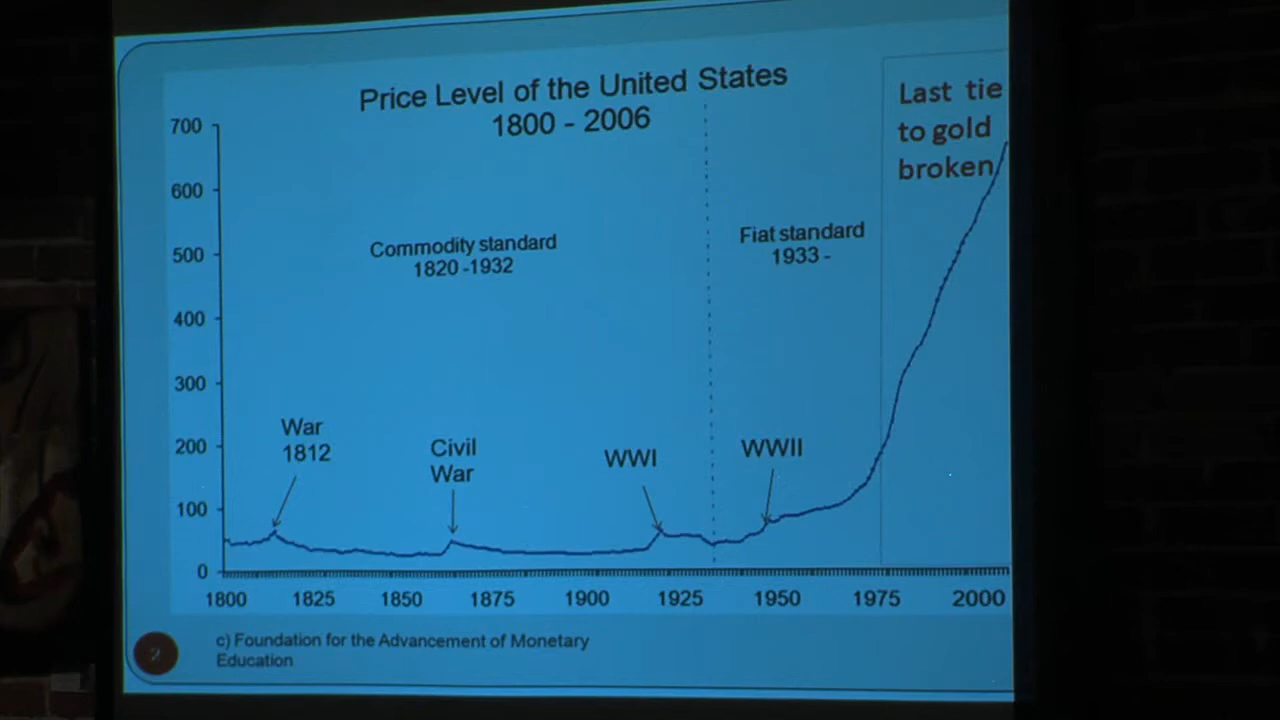 Price Level of the United States
1800 - 2006
Last tie
to gold
broken
700
600
500
400
300
200
100
0
Commodity standard
1820 -1932
Fiat standard
1933 -
War
1812
Civil
War
WWI
WWII
1800 1825 1850 1875 1900 1925 1950 1975 2000
c) Foundation for the Advancement of Monetary
Education
2